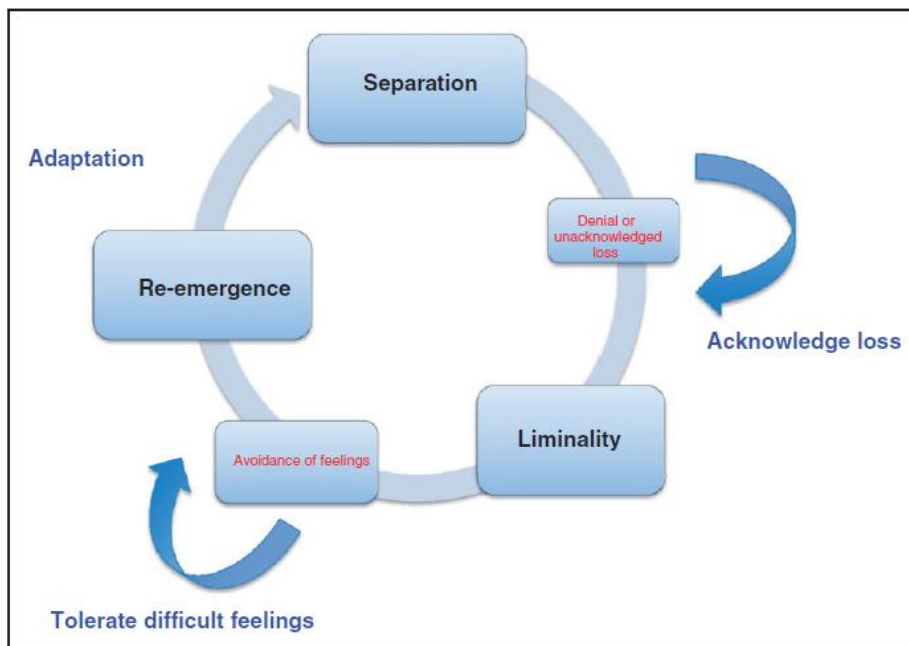 Separation
Adaptation
Denial or
unacknowledged
loss
Re-emergence
Acknowledge loss
Liminality
Avoidance of feelings
Tolerate difficult feelings